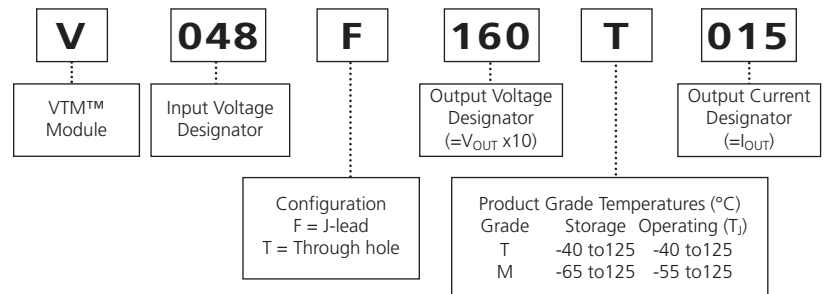 V 048 F 160 T 015
VTM™
Module
Input Voltage
Designator
Output Voltage
Designator
(=VOUT x10)
Output Current
Designator
(=IOUT)
Configuration
F = J-lead
T = Through hole
Product Grade Temperatures (°C)
Grade Storage Operating (TJ)
T -40 to125 -40 to125
M -65 to125 -55 to125